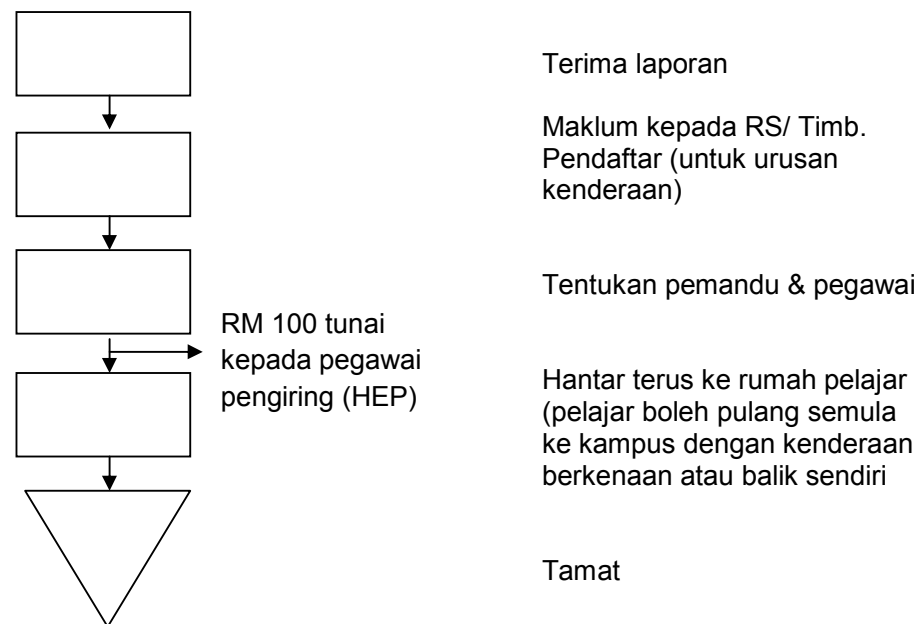 Terima laporan
Maklum kepada RS/ Timb.
Pendaftar (untuk urusan
kenderaan)
Tentukan pemandu & pegawai
RM 100 tunai
kepada pegawai
pengiring (HEP)
Hantar terus ke rumah pelajar
(pelajar boleh pulang semula
ke kampus dengan kenderaan
berkenaan atau balik sendiri
Tamat